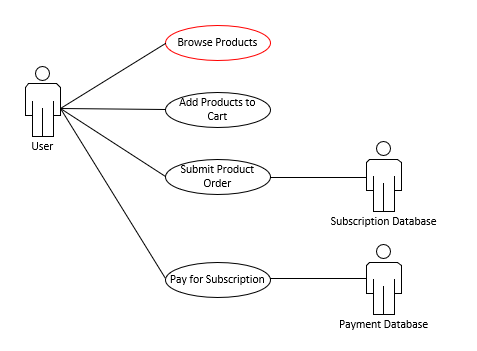 Browse Products
Add Products to
Cart
User
Submit Product
Order
Subscription Database
Pay for Subscription
Payment Database